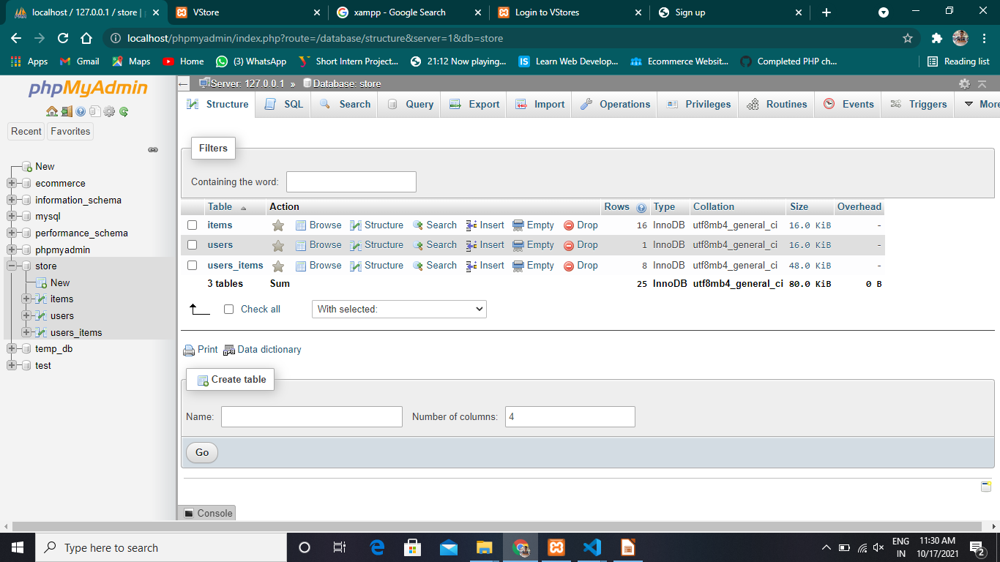 localhost / 127.0.0.1 / store |
VStore
xampp - Google Search
Login to VStores
Sign up
localhost/phpmyadmin/index.php?route=/database/structure&server=1&db=store
Apps
Gmail
Maps
Home
(3) WhatsApp
Short Intern Project...
21:12 Now playing...
Learn Web Develop...
Ecommerce Websit...
Completed PHP ch...
Reading list
phpMyAdmin
Recent
Favorites
New
ecommerce
information_schema
mysql
performance_schema
phpmyadmin
store
New
items
users
users_items
temp_db
test
Server: 127.0.0.1 » Database: store
Structure
SQL
Search
Query
Export
Import
Operations
Privileges
Routines
Events
Triggers
More
Filters
Containing the word:
Table Action Rows Type Collation Size Overhead
items Browse Structure Search Insert Empty Drop 16 InnoDB utf8mb4_general_ci 16.0 KiB -
users Browse Structure Search Insert Empty Drop 1 InnoDB utf8mb4_general_ci 16.0 KiB -
users_items Browse Structure Search Insert Empty Drop 8 InnoDB utf8mb4_general_ci 48.0 KiB -
3 tables Sum 25 InnoDB utf8mb4_general_ci 80.0 KiB 0 B
Check all With selected:
Print Data dictionary
Create table
Name: Number of columns: 4
Go
Console
Type here to search
ENG
IN
11:30 AM
10/17/2021
2